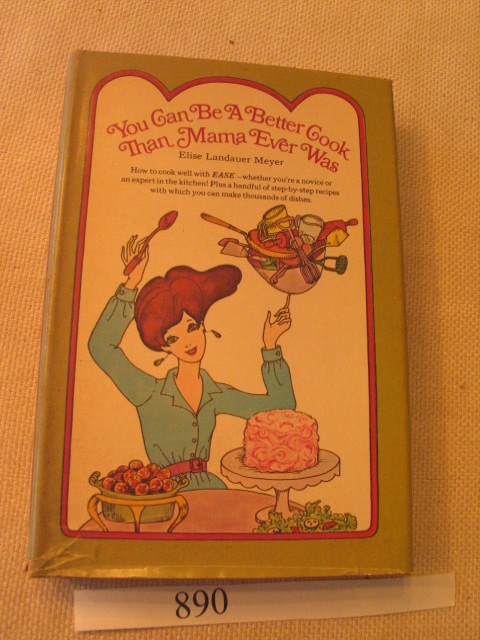 You Can Be A Better Cook
Than Mama Ever Was
Elise Landauer Meyer
How to cook well with EASE—whether you're a novice or
an expert in the kitchen! Plus a handful of step-by-step recipes
with which you can make thousands of dishes.
890